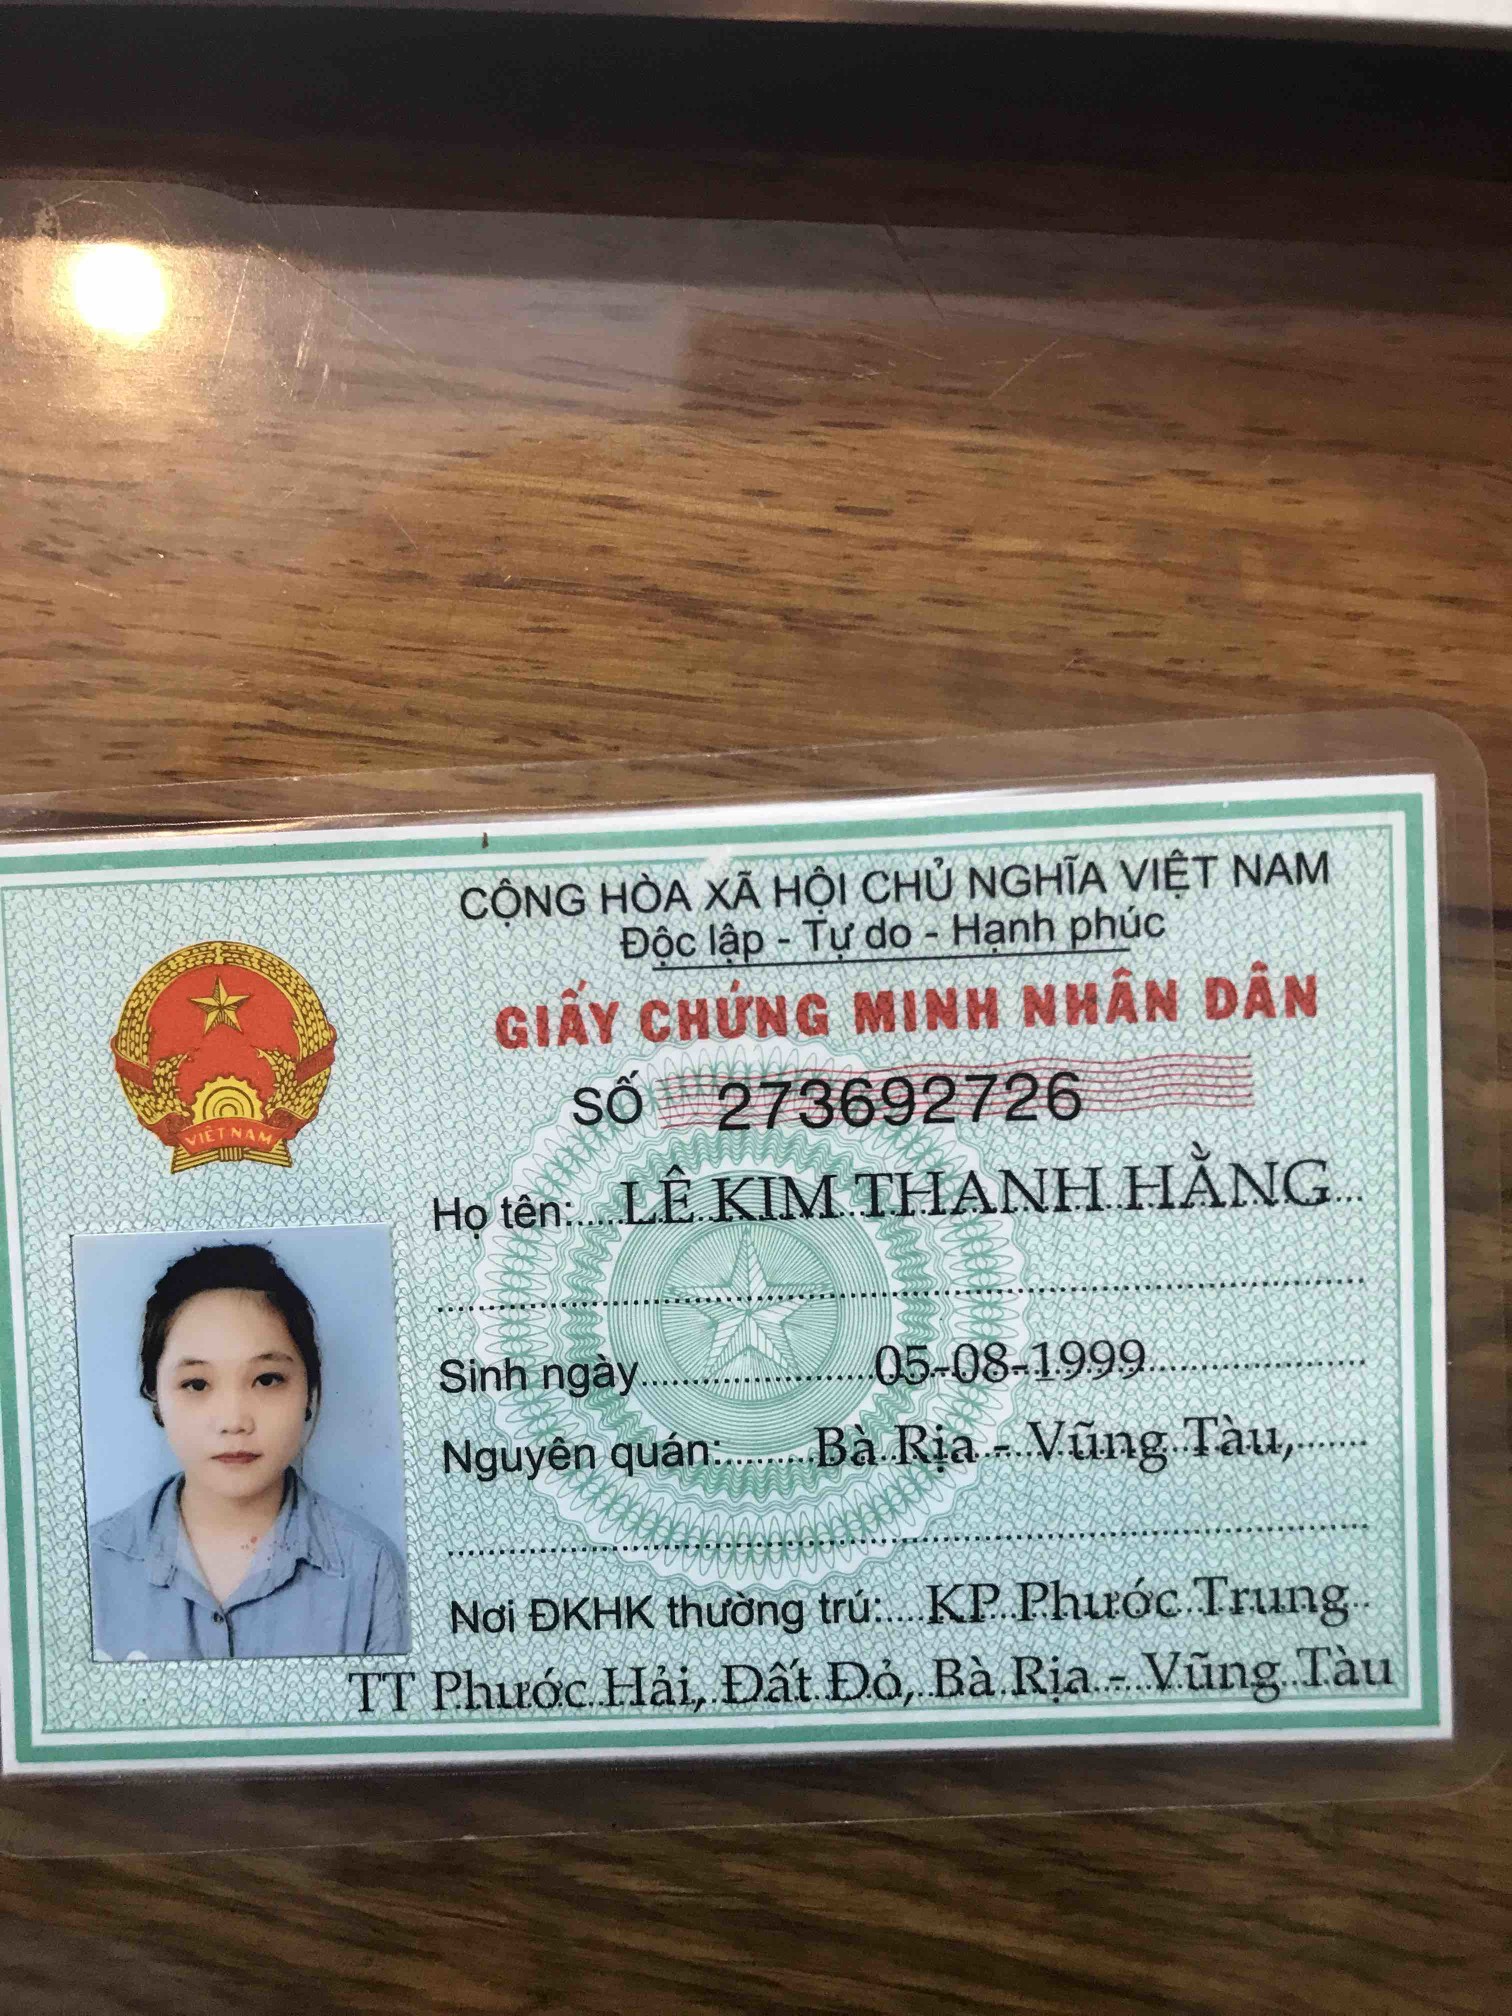 CỘNG HÒA XÃ HỘI CHỦ NGHĨA VIỆT NAM
Độc lập - Tự do - Hạnh phúc
GIẤY CHỨNG MINH NHÂN DÂN
SỐ 273692726
VIỆT NAM
Họ tên: LÊ KIM THANH HẰNG
Sinh ngày 05-08-1999
Nguyên quán: Bà Rịa - Vũng Tàu,
Nơi ĐKHK thường trú: KP Phước Trung
TT Phước Hải, Đất Đỏ, Bà Rịa - Vũng Tàu